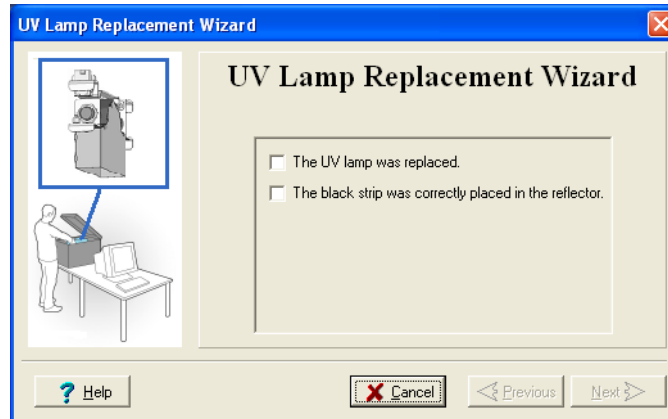 UV Lamp Replacement Wizard
UV Lamp Replacement Wizard
The UV lamp was replaced.
The black strip was correctly placed in the reflector.
? Help
Cancel
Previous
Next